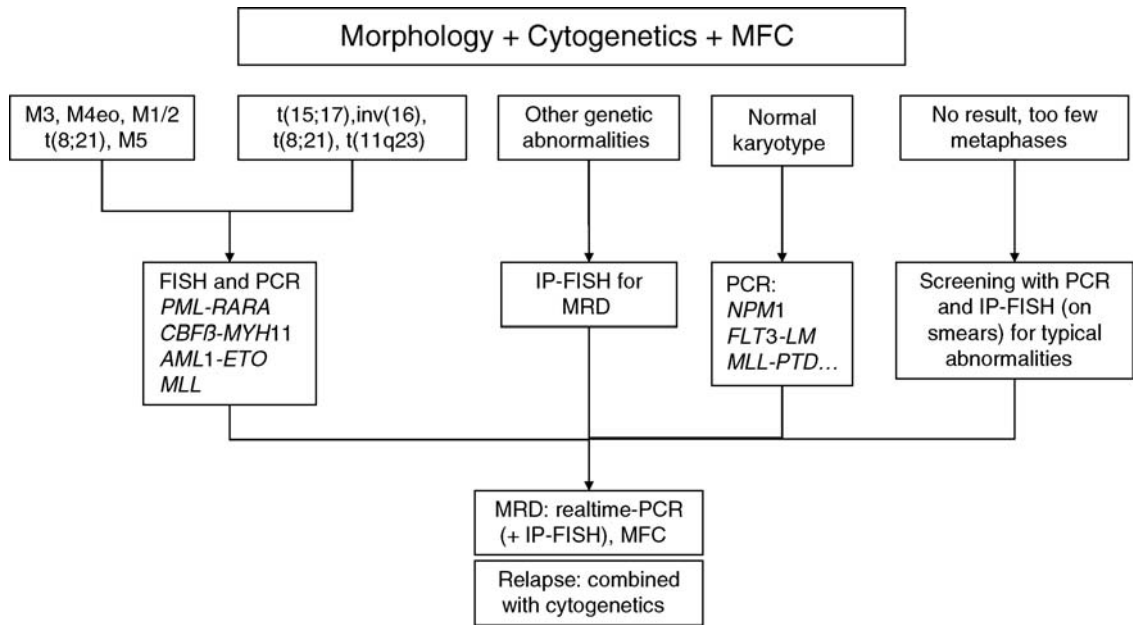 Morphology + Cytogenetics + MFC
M3, M4eo, M1/2
t(8;21), M5
t(15;17),inv(16),
t(8;21), t(11q23)
Other genetic
abnormalities
Normal
karyotype
No result, too few
metaphases
FISH and PCR
PML-RARA
CBFß-MYH11
AML1-ETO
MLL
IP-FISH for
MRD
PCR:
NPM1
FLT3-LM
MLL-PTD…
Screening with PCR
and IP-FISH (on
smears) for typical
abnormalities
MRD: realtime-PCR
(+ IP-FISH), MFC
Relapse: combined
with cytogenetics